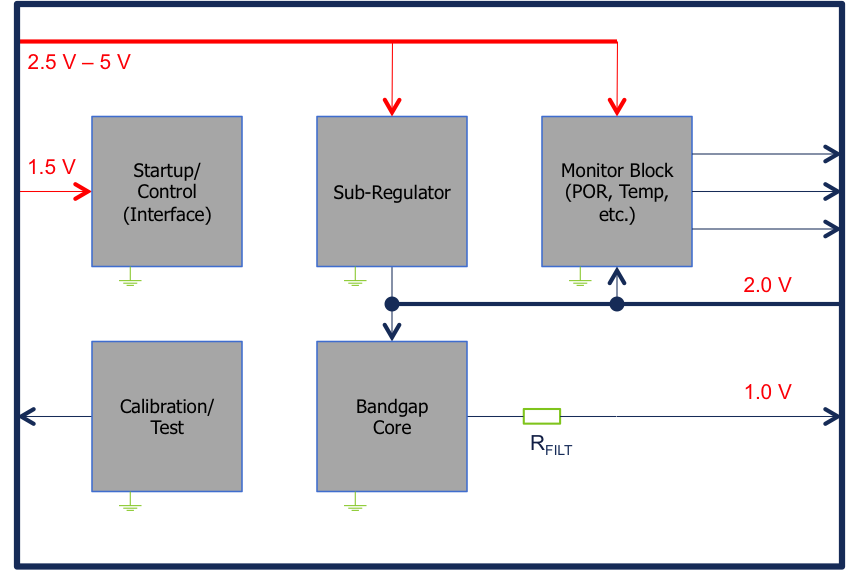 2.5 V – 5 V
1.5 V
Startup/
Control
(Interface)
Sub-Regulator
Monitor Block
(POR, Temp,
etc.)
2.0 V
Calibration/
Test
Bandgap
Core
RFILT
1.0 V